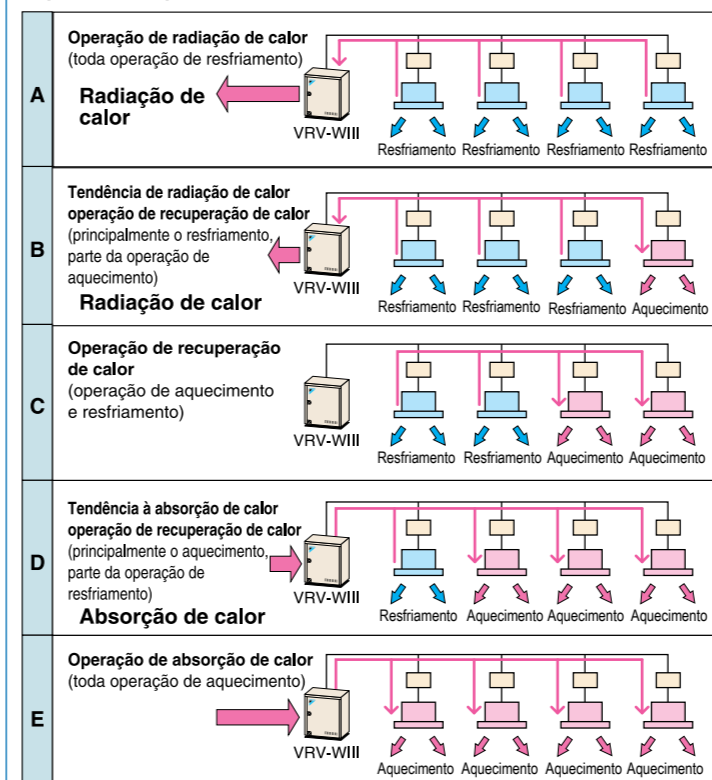 A
Operação de radiação de calor
(toda operação de resfriamento)
Radiação de
calor
VRV-WIII
Resfriamento Resfriamento Resfriamento Resfriamento
B
Tendência de radiação de calor
operação de recuperação de calor
(principalmente o resfriamento,
parte da operação de
aquecimento)
Radiação de calor
VRV-WIII
Resfriamento Resfriamento Resfriamento Aquecimento
C
Operação de recuperação
de calor
(operação de aquecimento
e resfriamento)
VRV-WIII
Resfriamento Resfriamento Aquecimento Aquecimento
D
Tendência à absorção de calor
operação de recuperação de calor
(principalmente o aquecimento,
parte da operação de
resfriamento)
Absorção de calor
VRV-WIII
Resfriamento Aquecimento Aquecimento Aquecimento
E
Operação de absorção de calor
(toda operação de aquecimento)
VRV-WIII
Aquecimento Aquecimento Aquecimento Aquecimento